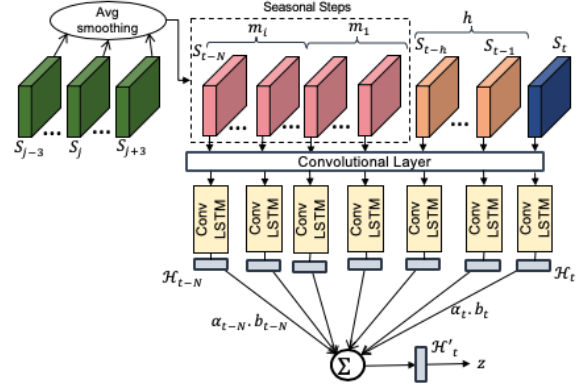 Avg
smoothing
Seasonal Steps
m_i
m_1
h
S_{t-N}
S_{t-h}
S_{t-1}
S_t
...
...
...
...
...
S_{j-3}
S_j
S_{j+3}
Convolutional Layer
Conv
LSTM
Conv
LSTM
Conv
LSTM
Conv
LSTM
Conv
LSTM
Conv
LSTM
Conv
LSTM
ℋ_{t-N}
ℋ_t
α_{t-N}.b_{t-N}
α_t.b_t
Σ
ℋ'_t
z